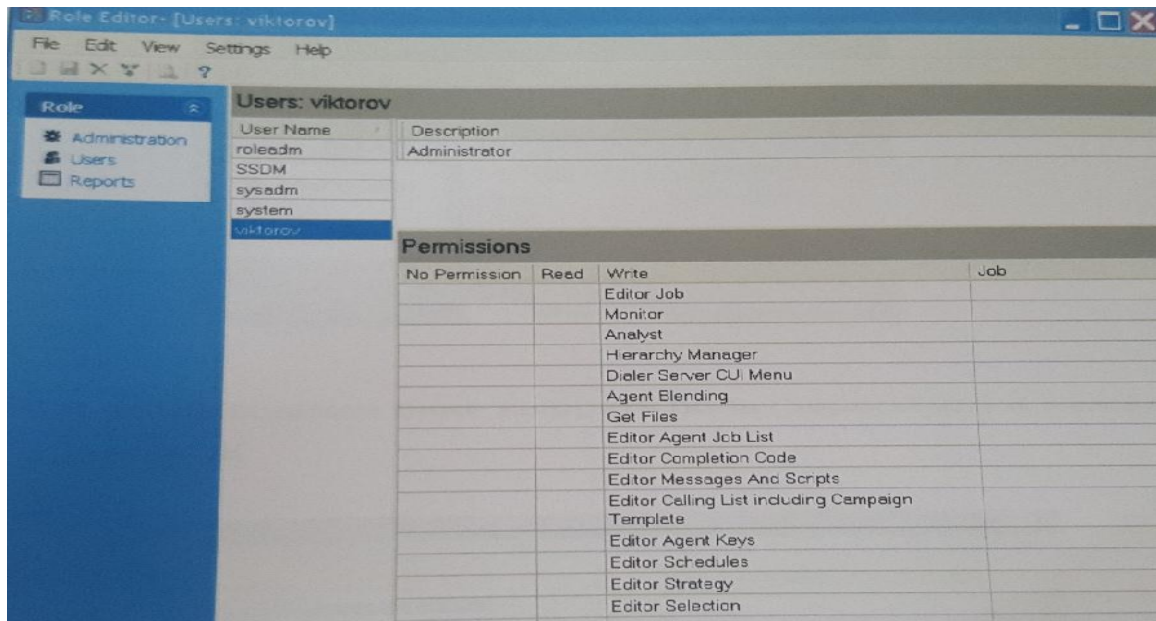 Role Editor- [Users: viktorov]
File Edit View Settings Help
Role
Administration
Users
Reports
Users: viktorov
User Name Description
roleadm Administrator
SSDM
sysadm
system
viktorov
Permissions
No Permission Read Write Job
Editor Job
Monitor
Analyst
Hierarchy Manager
Dialer Server CUI Menu
Agent Blending
Get Files
Editor Agent Job List
Editor Completion Code
Editor Messages And Scripts
Editor Calling List including Campaign
Template
Editor Agent Keys
Editor Schedules
Editor Strategy
Editor Selection